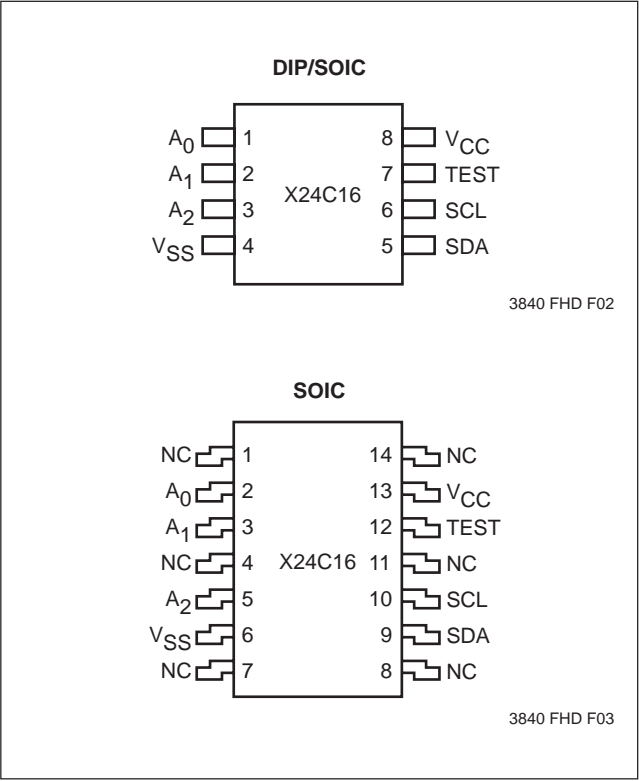 DIP/SOIC
A0 1 8 VCC
A1 2 7 TEST
X24C16
A2 3 6 SCL
VSS 4 5 SDA
3840 FHD F02
SOIC
NC 1 14 NC
A0 2 13 VCC
A1 3 12 TEST
NC 4 X24C16 11 NC
A2 5 10 SCL
VSS 6 9 SDA
NC 7 8 NC
3840 FHD F03